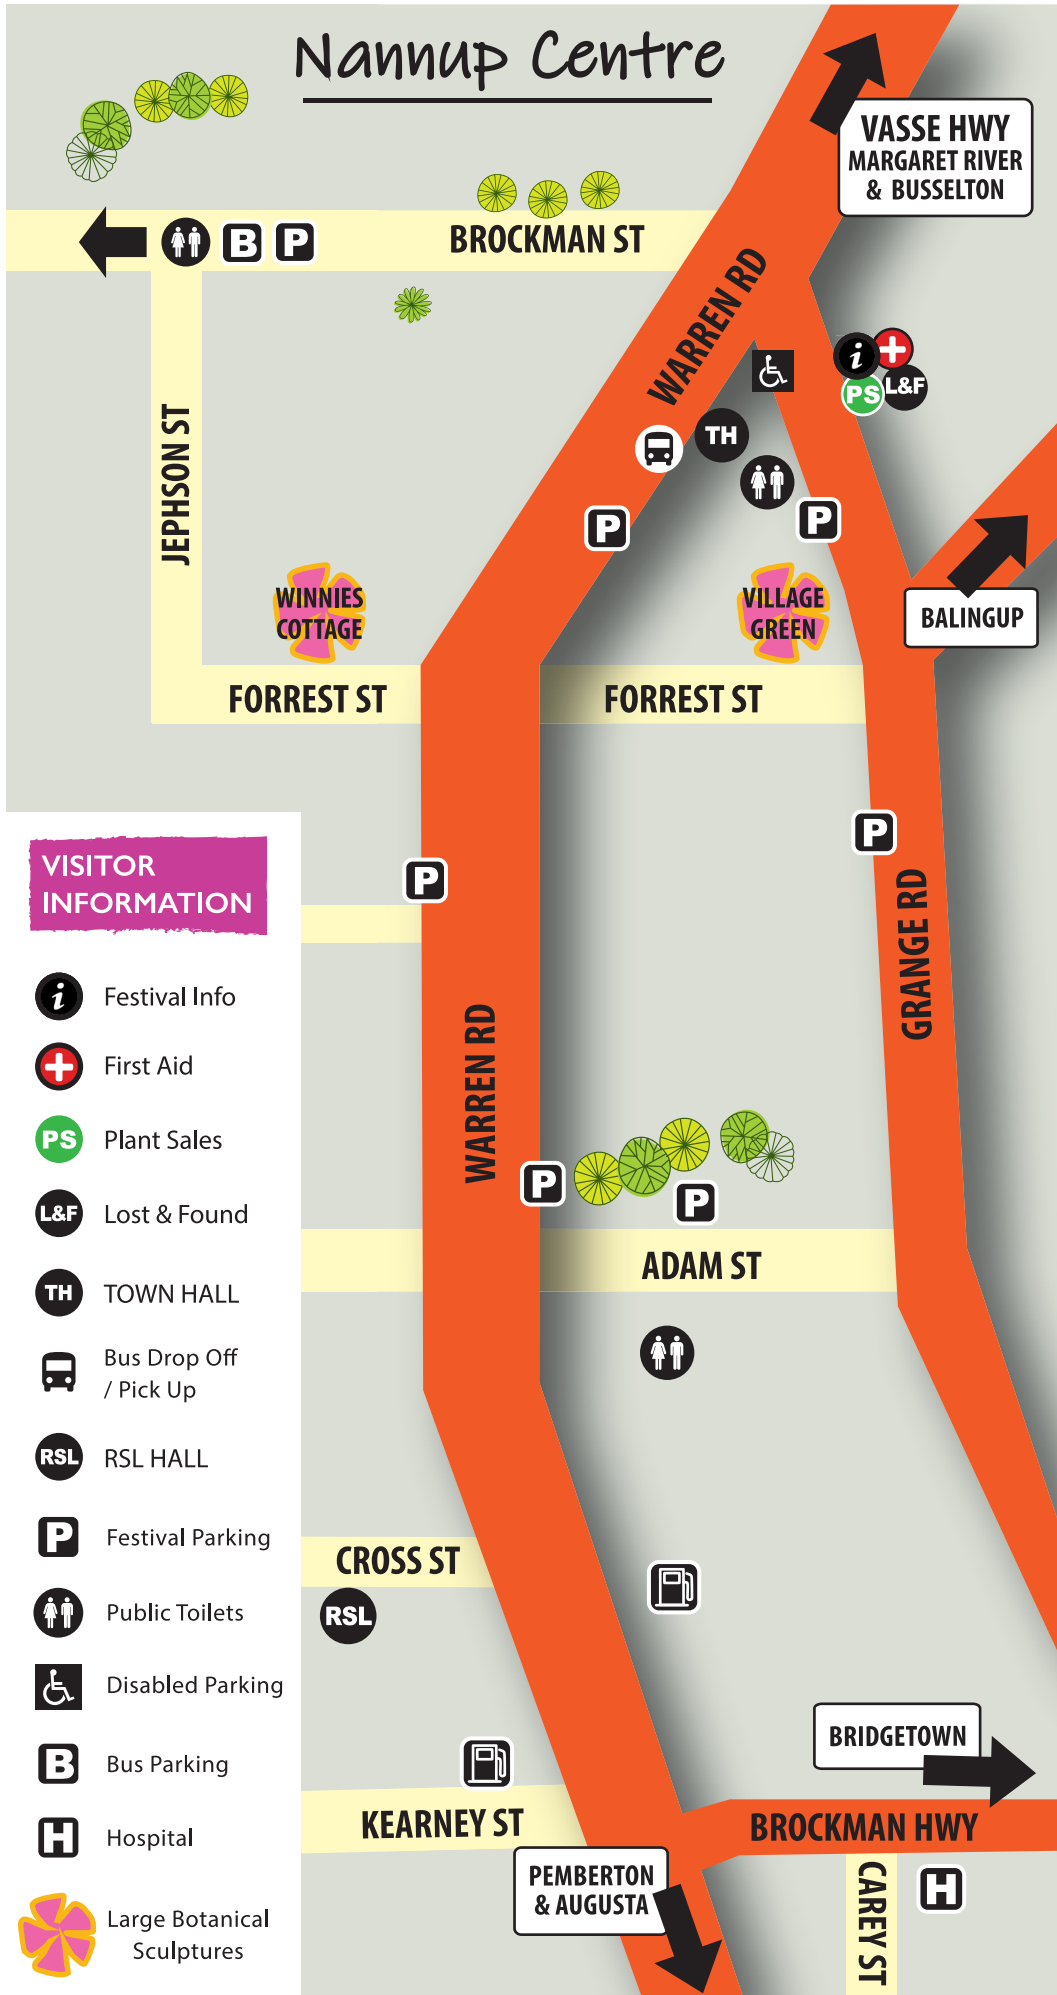 Nannup Centre
VASSE HWY
MARGARET RIVER
& BUSSELTON
B P
BROCKMAN ST
WARREN RD
i
PS L&F
TH
P
P
JEPHSON ST
WINNIES
COTTAGE
VILLAGE
GREEN
BALINGUP
FORREST ST
FORREST ST
P
P
GRANGE RD
WARREN RD
P
P
ADAM ST
CROSS ST
RSL
BRIDGETOWN
KEARNEY ST
BROCKMAN HWY
PEMBERTON
& AUGUSTA
CAREY ST
H
VISITOR
INFORMATION
i Festival Info
First Aid
PS Plant Sales
L&F Lost & Found
TH TOWN HALL
Bus Drop Off
/ Pick Up
RSL RSL HALL
P Festival Parking
Public Toilets
Disabled Parking
B Bus Parking
H Hospital
Large Botanical
Sculptures